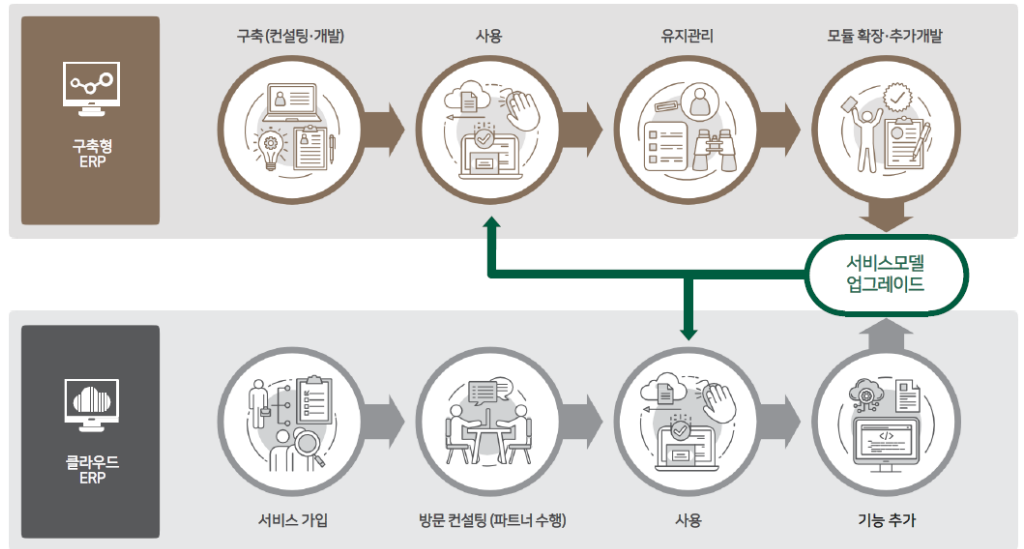 구축형
ERP
구축 (컨설팅·개발)
사용
유지관리
모듈 확장·추가개발
서비스모델
업그레이드
클라우드
ERP
서비스 가입
방문 컨설팅 (파트너 수행)
사용
기능 추가